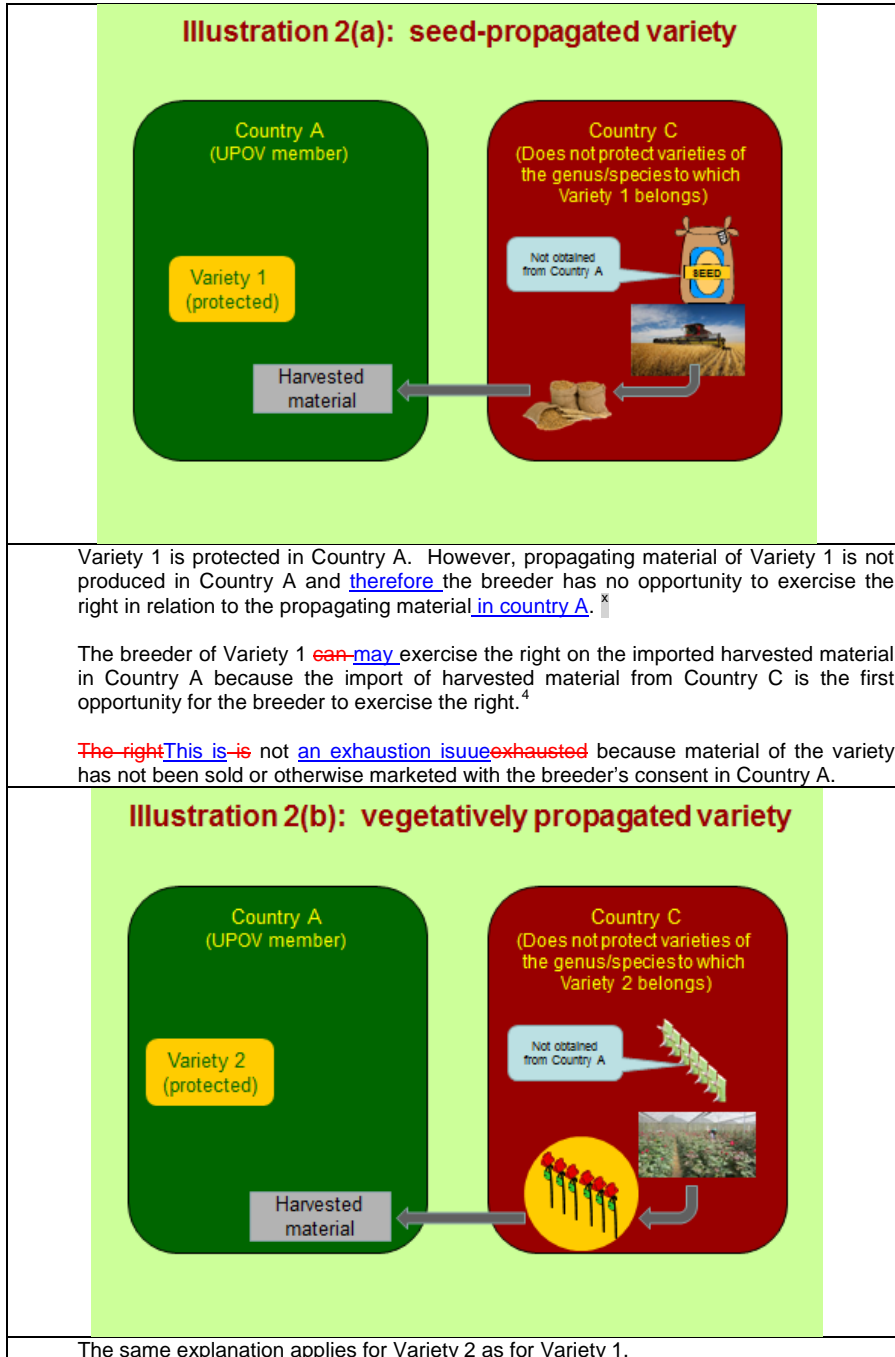 Illustration 2(a): seed-propagated variety
Country A
(UPOV member)
Variety 1
(protected)
Harvested
material
Country C
(Does not protect varieties of
the genus/species to which
Variety 1 belongs)
Not obtained
from Country A
SEED
Variety 1 is protected in Country A. However, propagating material of Variety 1 is not
produced in Country A and therefore the breeder has no opportunity to exercise the
right in relation to the propagating material in country A. x
The breeder of Variety 1 can may exercise the right on the imported harvested material
in Country A because the import of harvested material from Country C is the first
opportunity for the breeder to exercise the right.4
The rightThis is is not an exhaustion isuueexhausted because material of the variety
has not been sold or otherwise marketed with the breeder's consent in Country A.
Illustration 2(b): vegetatively propagated variety
Country A
(UPOV member)
Variety 2
(protected)
Harvested
material
Country C
(Does not protect varieties of
the genus/species to which
Variety 2 belongs)
Not obtained
from Country A
The same explanation applies for Variety 2 as for Variety 1.